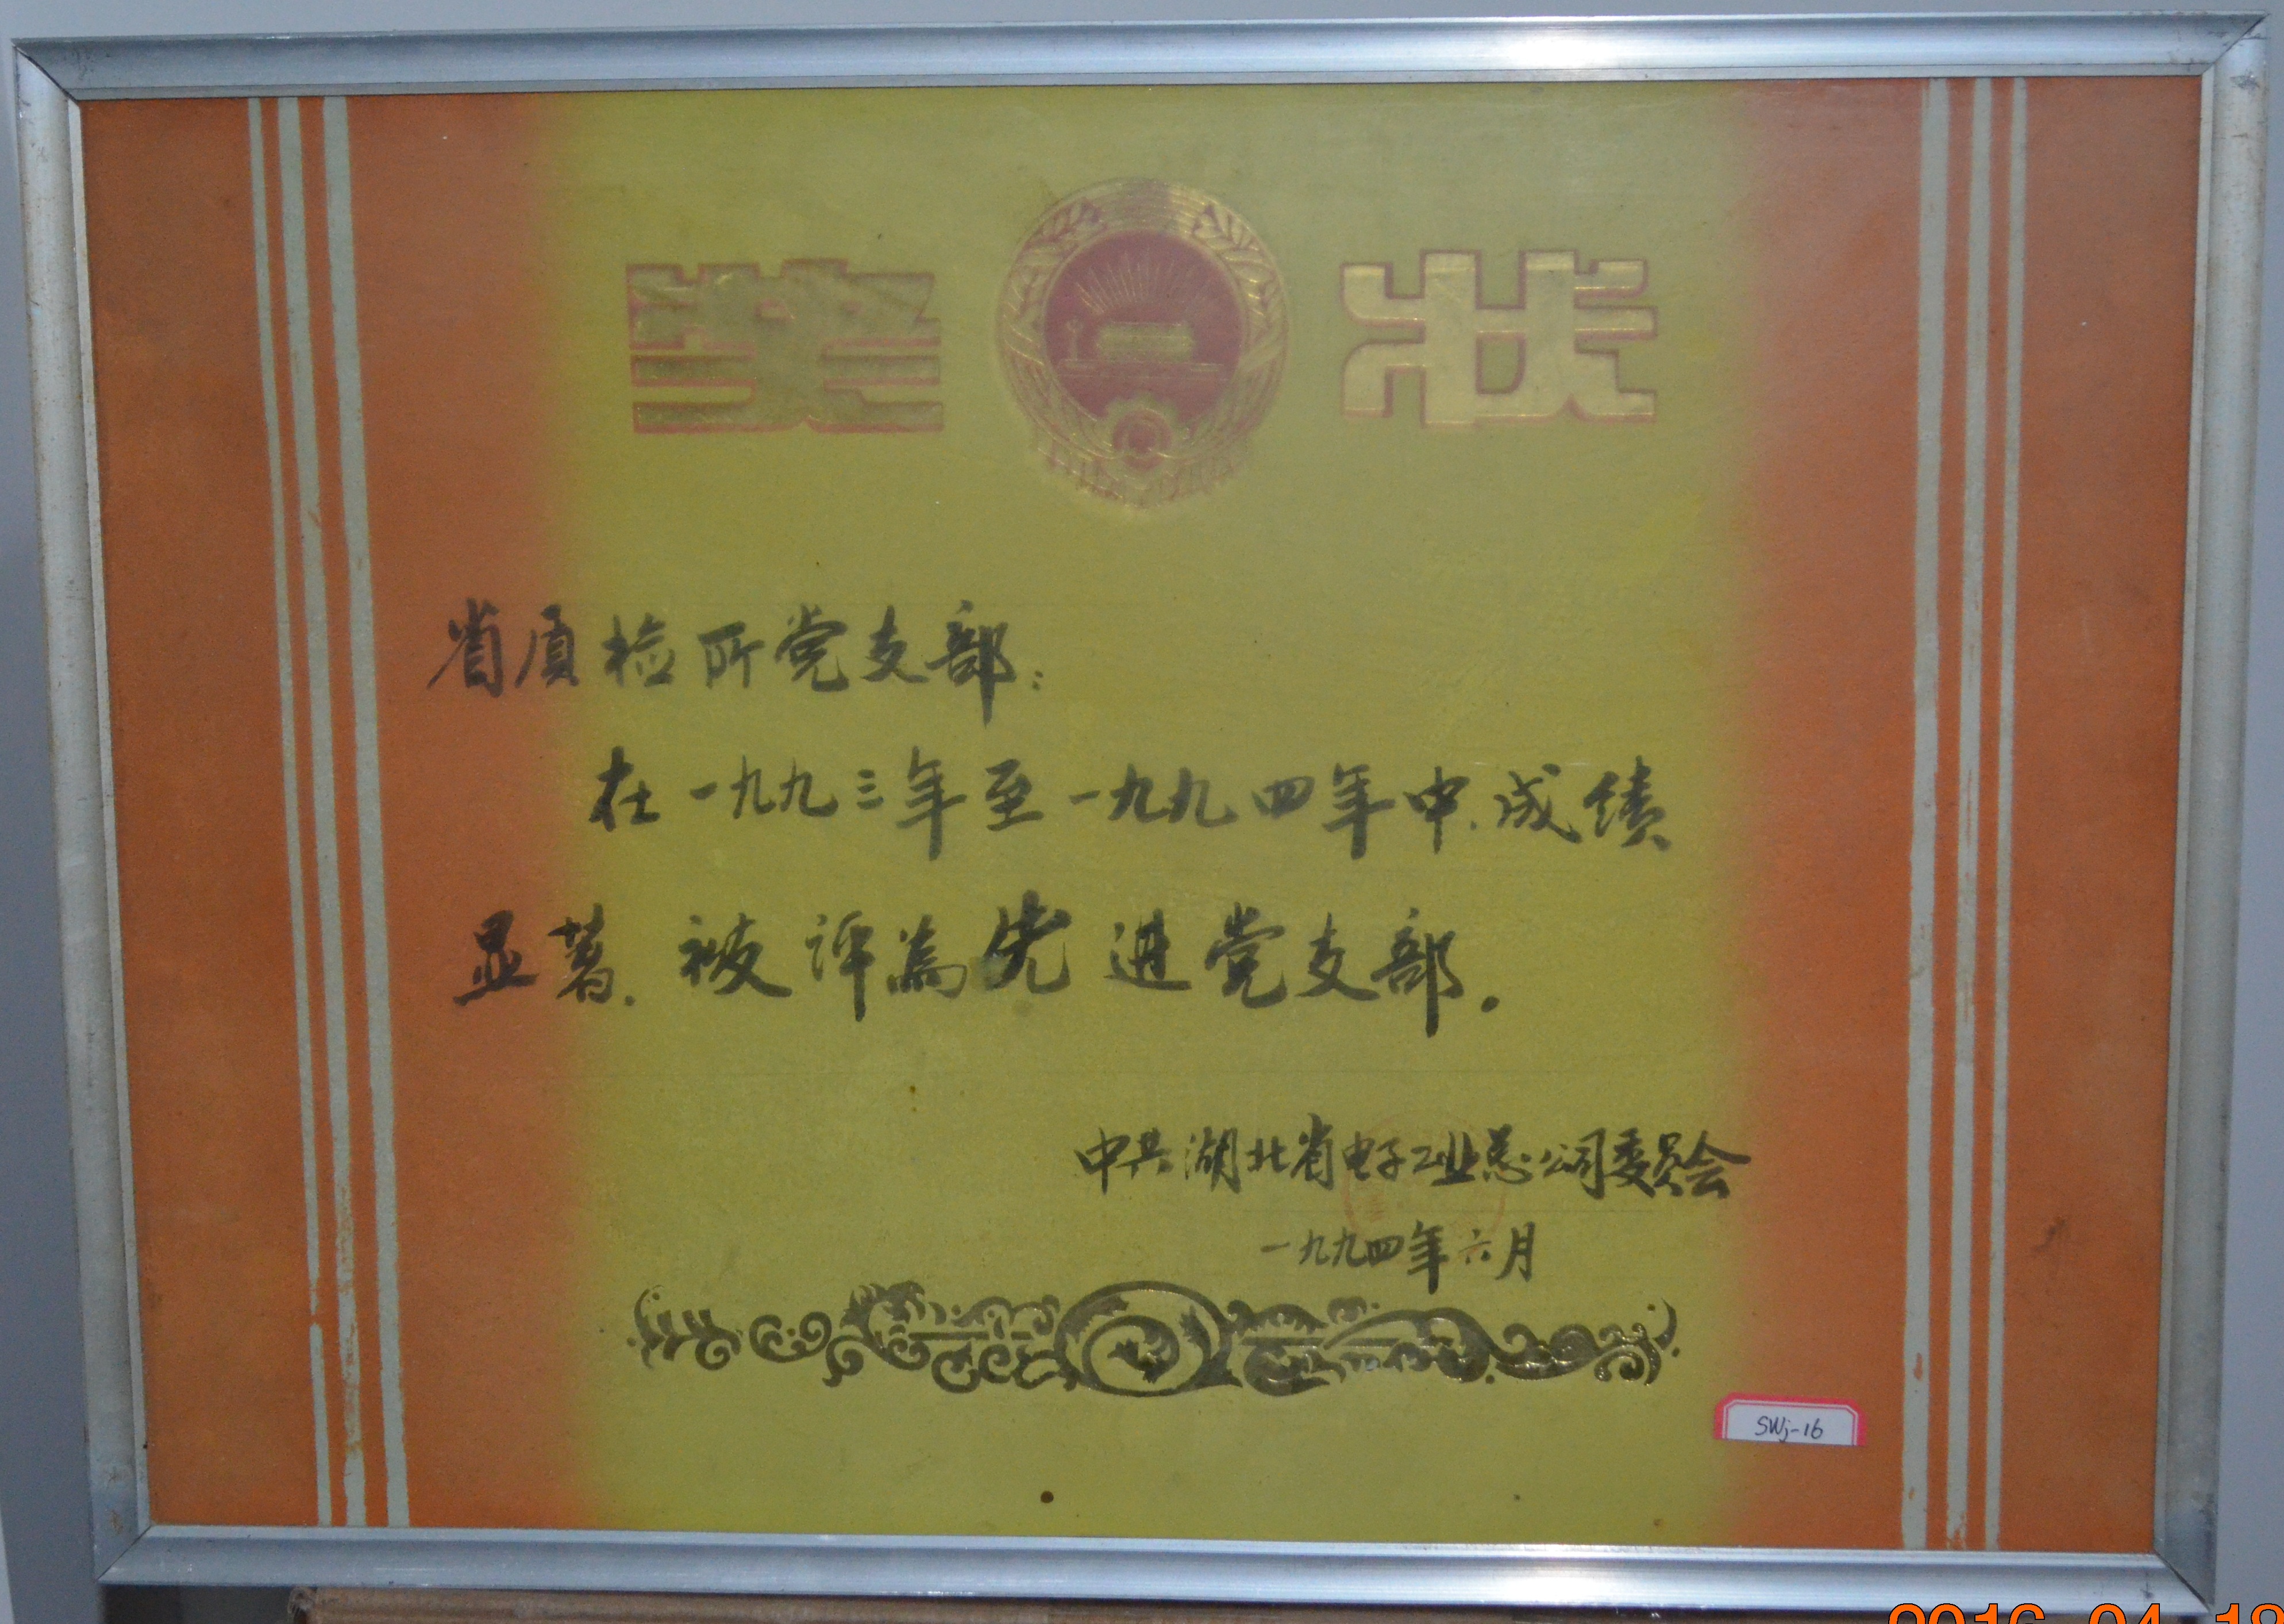 奖状
省质检所党支部：
在一九九三年至一九九四年中.成绩
显著.被评為先进党支部.
中共湖北省电子工业总公司委员会
一九九四年六月
SWj-16